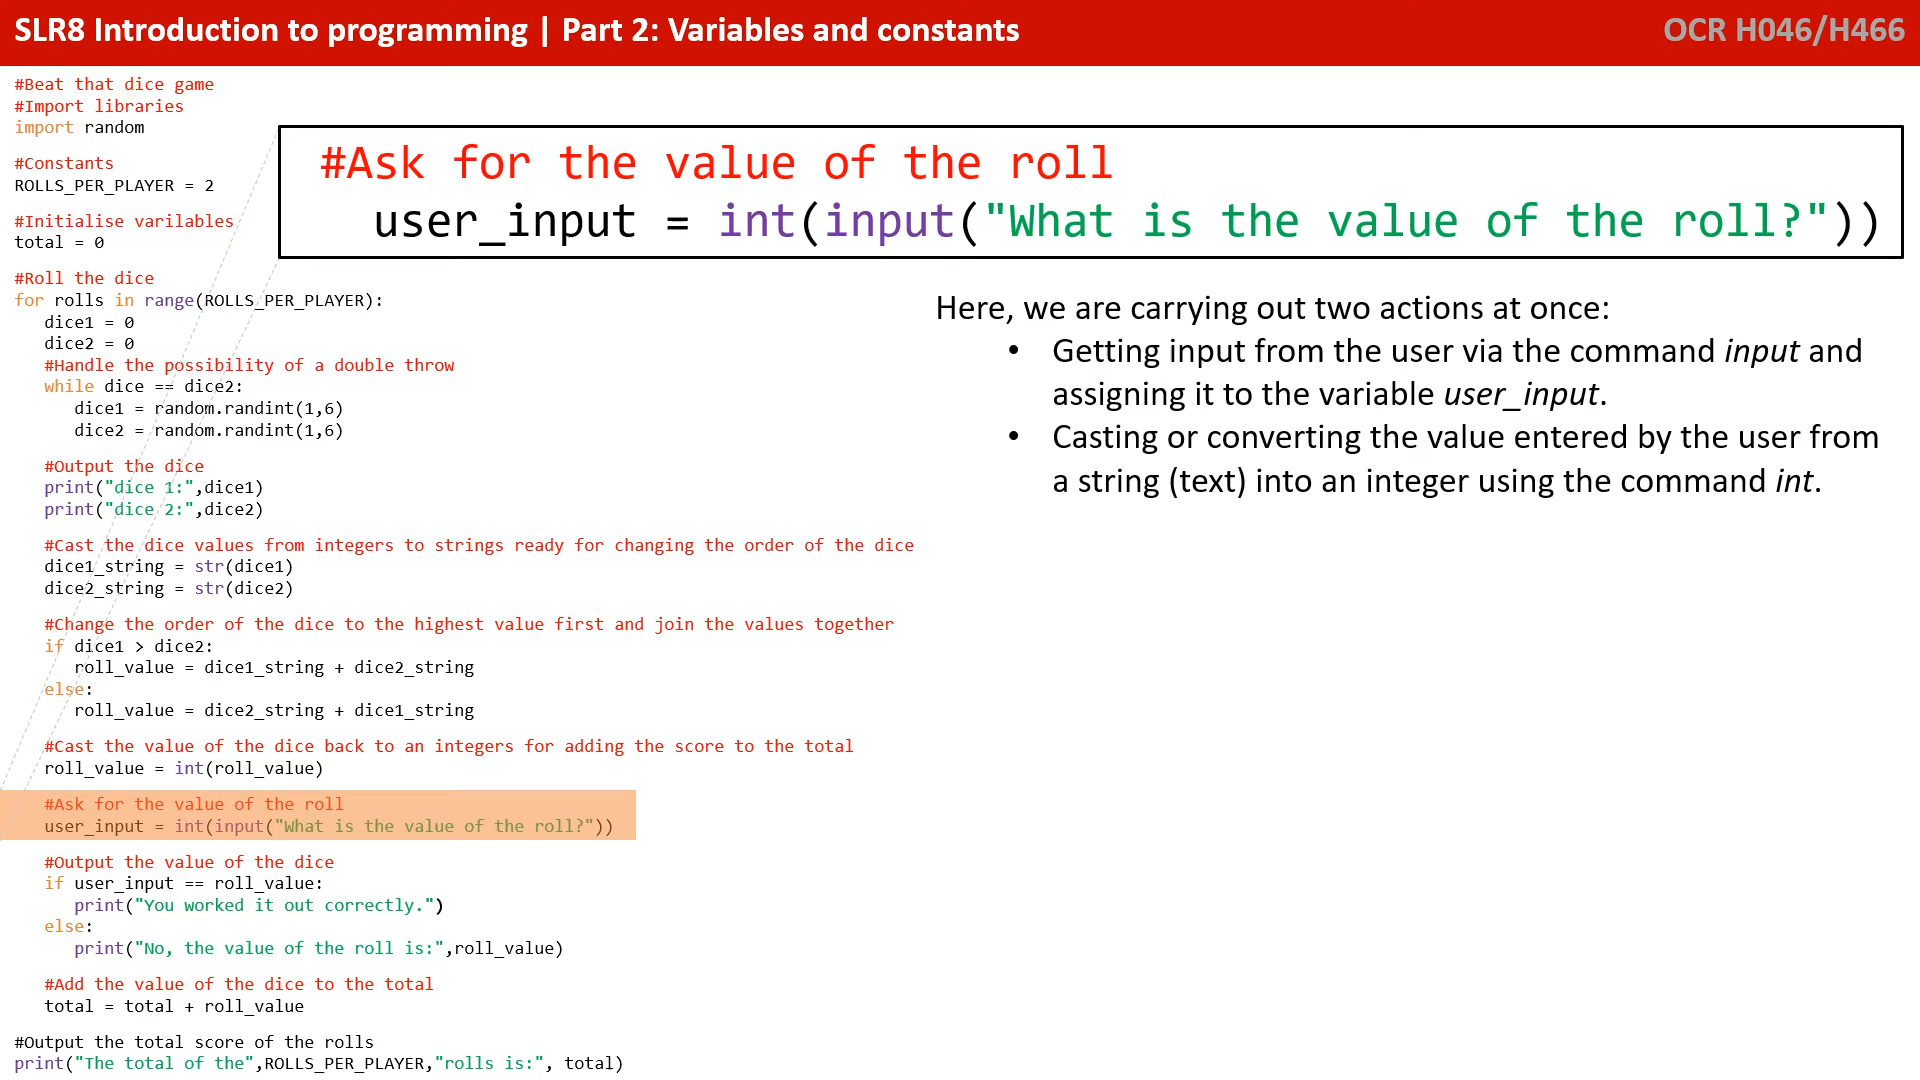 SLR8 Introduction to programming | Part 2: Variables and constants
OCR H046/H466
#Beat that dice game
#Import libraries
import random
#Constants
ROLLS_PER_PLAYER = 2
#Initialise varilables
total = 0
#Roll the dice
for rolls in range(ROLLS_PER_PLAYER):
dice1 = 0
dice2 = 0
#Handle the possibility of a double throw
while dice == dice2:
dice1 = random.randint(1,6)
dice2 = random.randint(1,6)
#Output the dice
print("dice 1:",dice1)
print("dice 2:",dice2)
#Cast the dice values from integers to strings ready for changing the order of the dice
dice1_string = str(dice1)
dice2_string = str(dice2)
#Change the order of the dice to the highest value first and join the values together
if dice1 > dice2:
roll_value = dice1_string + dice2_string
else:
roll_value = dice2_string + dice1_string
#Cast the value of the dice back to an integers for adding the score to the total
roll_value = int(roll_value)
#Ask for the value of the roll
user_input = int(input("What is the value of the roll?"))
#Output the value of the dice
if user_input == roll_value:
print("You worked it out correctly.")
else:
print("No, the value of the roll is:",roll_value)
#Add the value of the dice to the total
total = total + roll_value
#Output the total score of the rolls
print("The total of the",ROLLS_PER_PLAYER,"rolls is:", total)
#Ask for the value of the roll
user_input = int(input("What is the value of the roll?"))
Here, we are carrying out two actions at once:
• Getting input from the user via the command input and
assigning it to the variable user_input.
• Casting or converting the value entered by the user from
a string (text) into an integer using the command int.